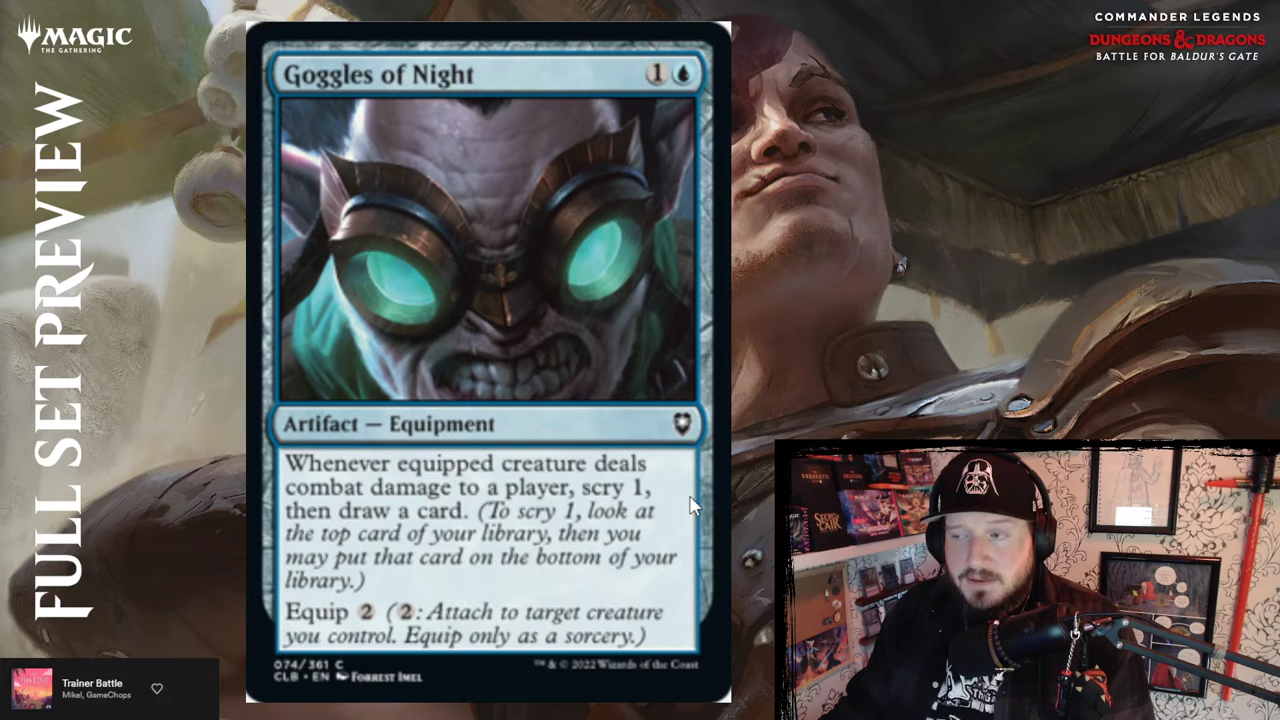 MAGIC
THE GATHERING
FULL SET PREVIEW
COMMANDER LEGENDS
DUNGEONS & DRAGONS
BATTLE FOR BALDUR'S GATE
Goggles of Night 1
Artifact — Equipment
Whenever equipped creature deals
combat damage to a player, scry 1,
then draw a card. (To scry 1, look at
the top card of your library, then you
may put that card on the bottom of your
library.)
Equip 2 (2: Attach to target creature
you control. Equip only as a sorcery.)
074/361 C
CLB • EN FORREST IMEL
™ & © 2022 Wizards of the Coast
Trainer Battle
Mikel, GameChops
SECRET
LAIR